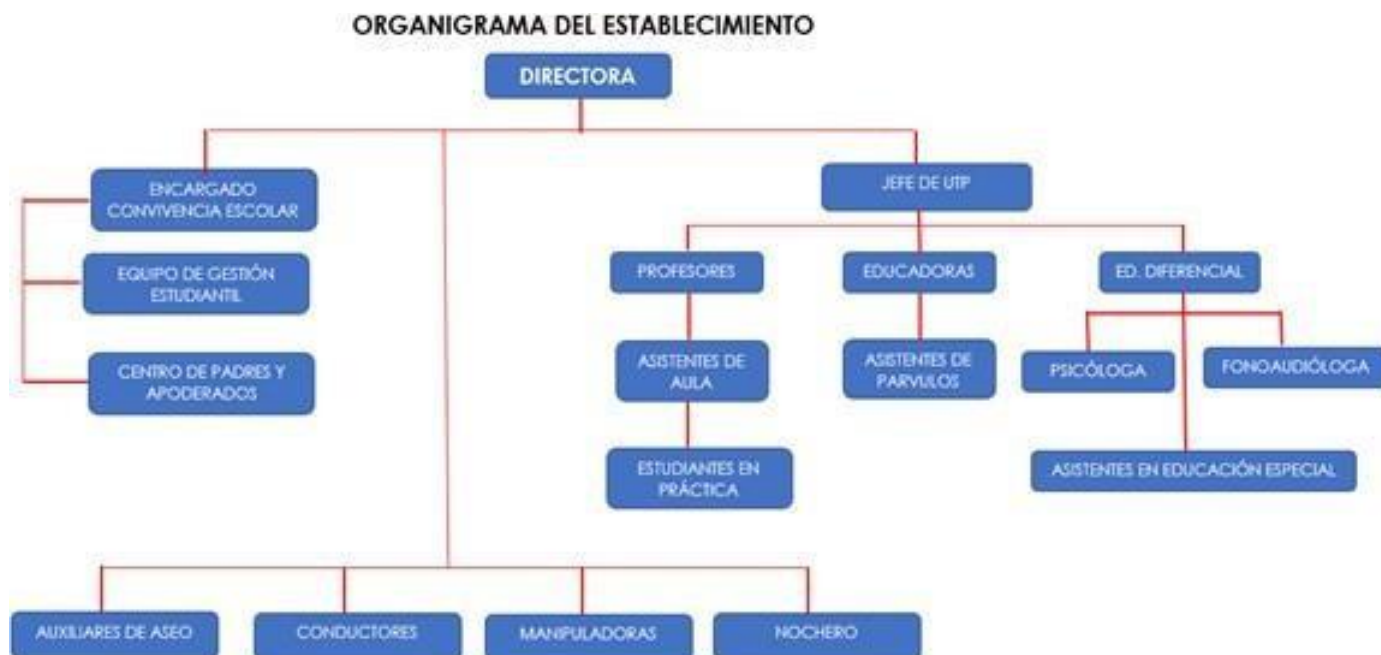 ORGANIGRAMA DEL ESTABLECIMIENTO
DIRECTORA
ENCARGADO
CONVIVENCIA ESCOLAR
JEFE DE UTP
EQUIPO DE GESTIÓN
ESTUDIANTIL
PROFESORES
EDUCADORAS
ED. DIFERENCIAL
CENTRO DE PADRES Y
APODERADOS
ASISTENTES DE
AULA
ASISTENTES DE
PARVULOS
PSICÓLOGA
FONOAUDIÓLOGA
ESTUDIANTES EN
PRÁCTICA
ASISTENTES EN EDUCACIÓN ESPECIAL
AUXILIARES DE ASEO
CONDUCTORES
MANIPULADORAS
NOCHERO